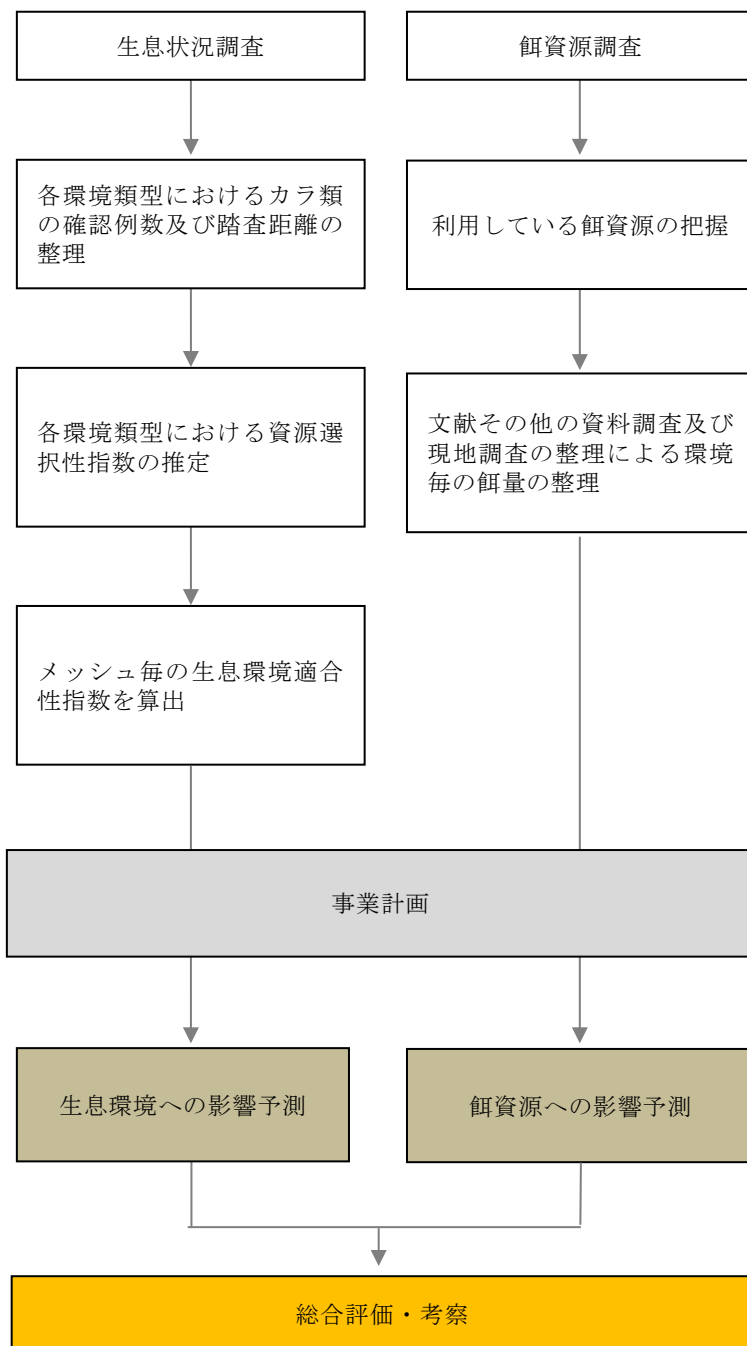 生息状況調査
餌資源調査
各環境類型におけるカラ類
の確認例数及び踏査距離の
整理
利用している餌資源の把握
各環境類型における資源選
択性指数の推定
文献その他の資料調査及び
現地調査の整理による環境
毎の餌量の整理
メッシュ毎の生息環境適合
性指数を算出
事業計画
生息環境への影響予測
餌資源への影響予測
総合評価・考察